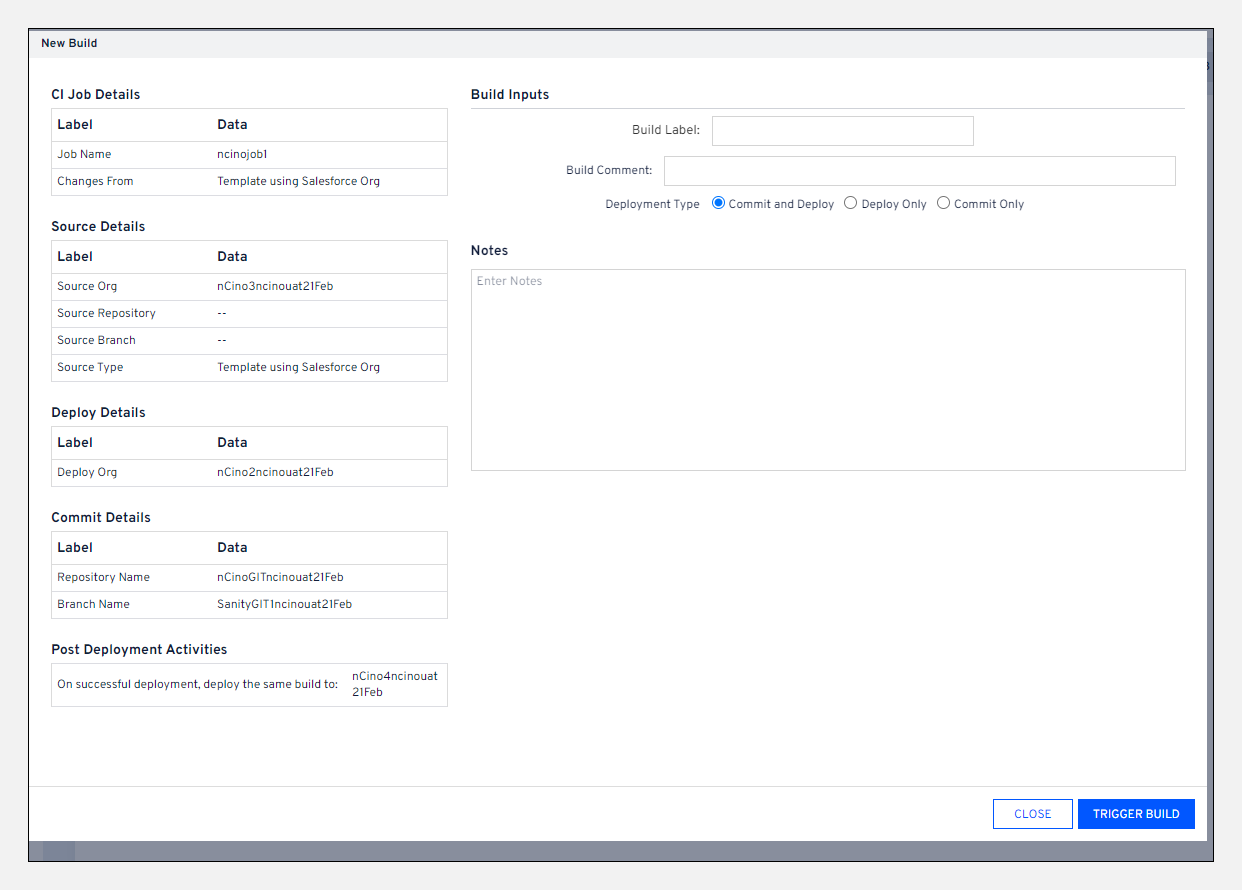 New Build
CI Job Details
Label Data
Job Name ncinojob1
Changes From Template using Salesforce Org
Source Details
Label Data
Source Org nCino3ncinouat21Feb
Source Repository --
Source Branch --
Source Type Template using Salesforce Org
Deploy Details
Label Data
Deploy Org nCino2ncinouat21Feb
Commit Details
Label Data
Repository Name nCinoGITncinouat21Feb
Branch Name SanityGIT1ncinouat21Feb
Post Deployment Activities
On successful deployment, deploy the same build to: nCino4ncinouat
21Feb
Build Inputs
Build Label:
Build Comment:
Deployment Type Commit and Deploy Deploy Only Commit Only
Notes
Enter Notes
CLOSE TRIGGER BUILD